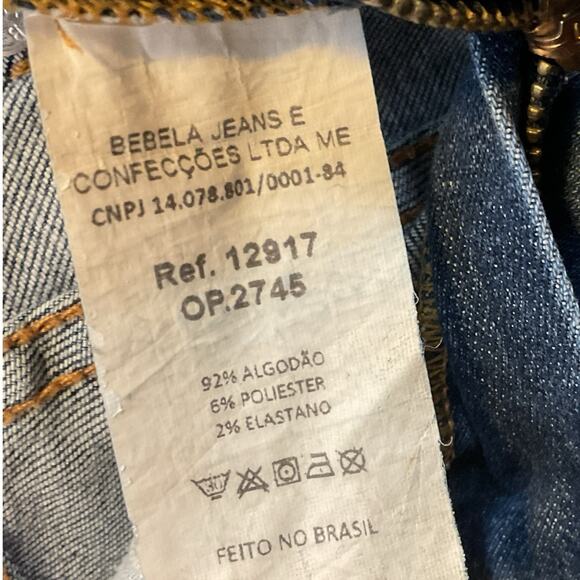 BEBELA JEANS E
CONFECÇÕES LTDA ME
CNPJ 14.078.801/0001-84
Ref. 12917
OP.2745
92% ALGODÃO
6% POLIESTER
2% ELASTANO
FEITO NO BRASIL